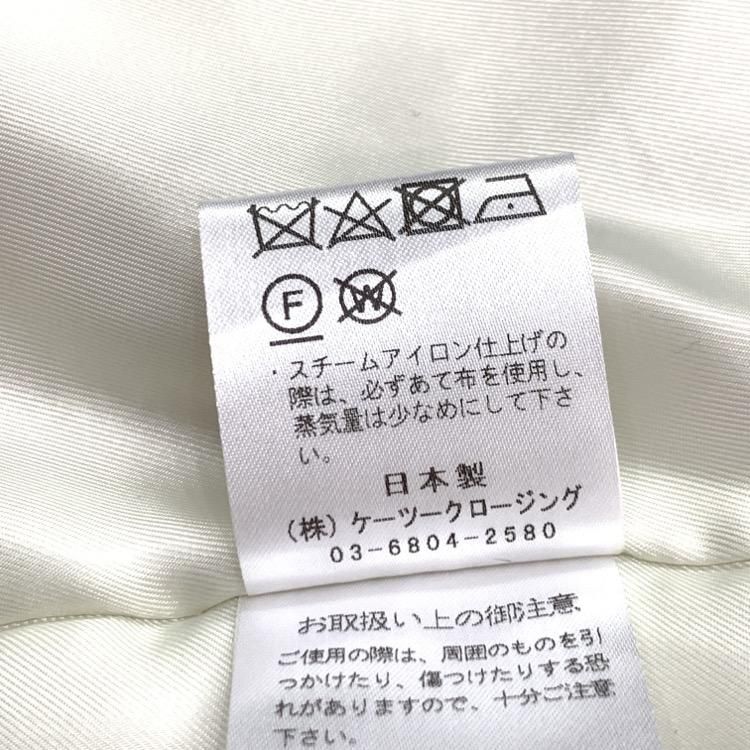 F W
・スチームアイロン仕上げの
際は、必ずあて布を使用し、
蒸気量は少なめにして下さ
い。
日本製
(株)ケーツークロージング
03-6804-2580
お取扱い上の御注意
ご使用の際は、周囲のものを引
っかけたり、傷つけたりする恐
れがありますので、十分ご注意
下さい。